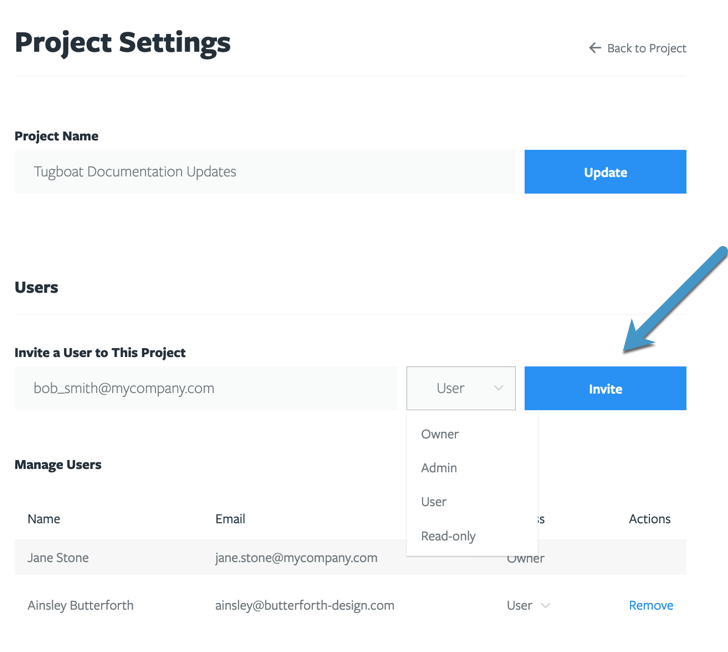 Project Settings
← Back to Project
Project Name
Tugboat Documentation Updates
Update
Users
Invite a User to This Project
bob_smith@mycompany.com
User
Invite
Owner
Admin
User
Read-only
Manage Users
Name Email ss Actions
Jane Stone jane.stone@mycompany.com Owner
Ainsley Butterforth ainsley@butterforth-design.com User Remove